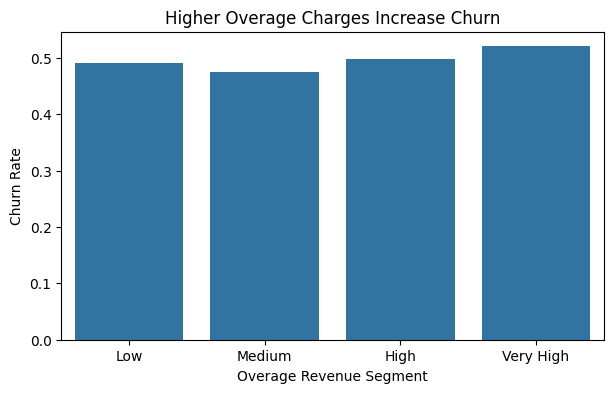 Higher Overage Charges Increase Churn
Churn Rate
0.5
0.4
0.3
0.2
0.1
0.0
Low Medium High Very High
Overage Revenue Segment